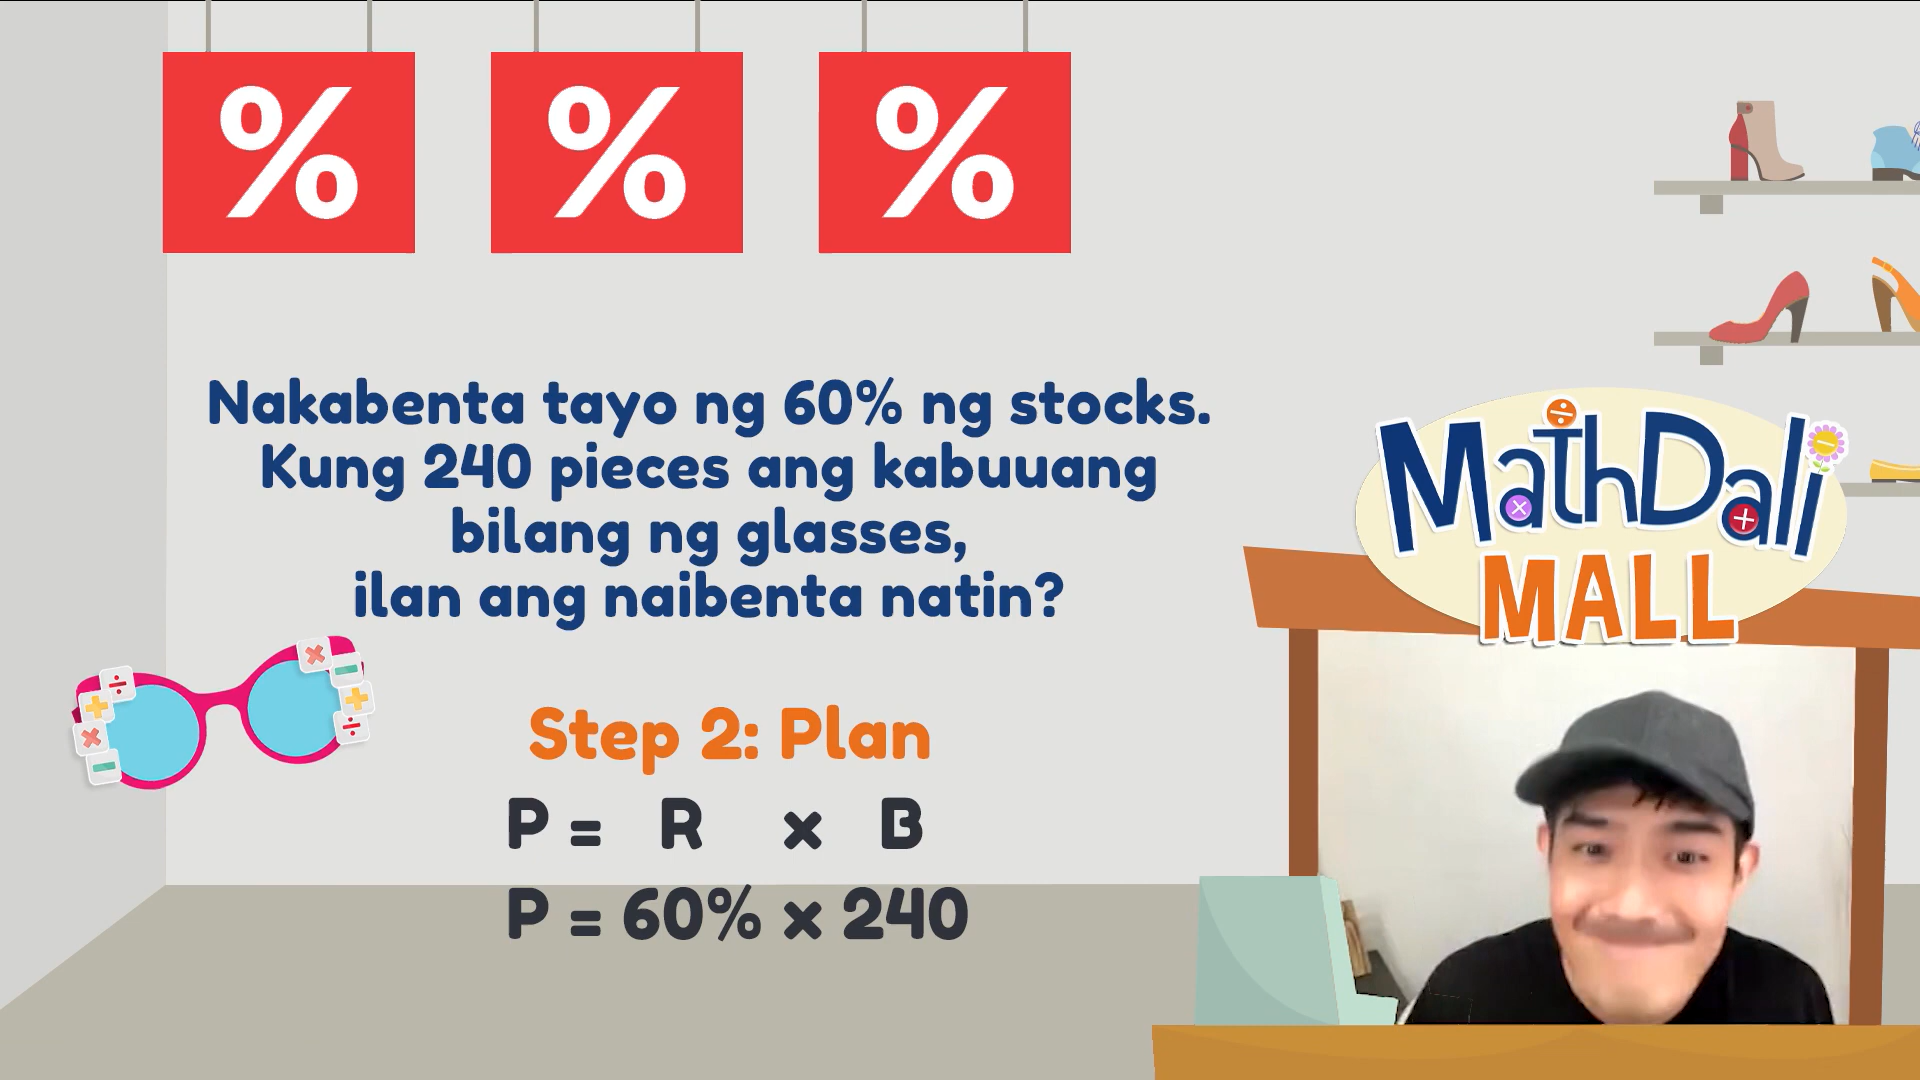 %
%
%
Nakabenta tayo ng 60% ng stocks.
Kung 240 pieces ang kabuuang
bilang ng glasses,
ilan ang naibenta natin?
Step 2: Plan
P = R x B
P = 60% x 240
MathDali
MALL